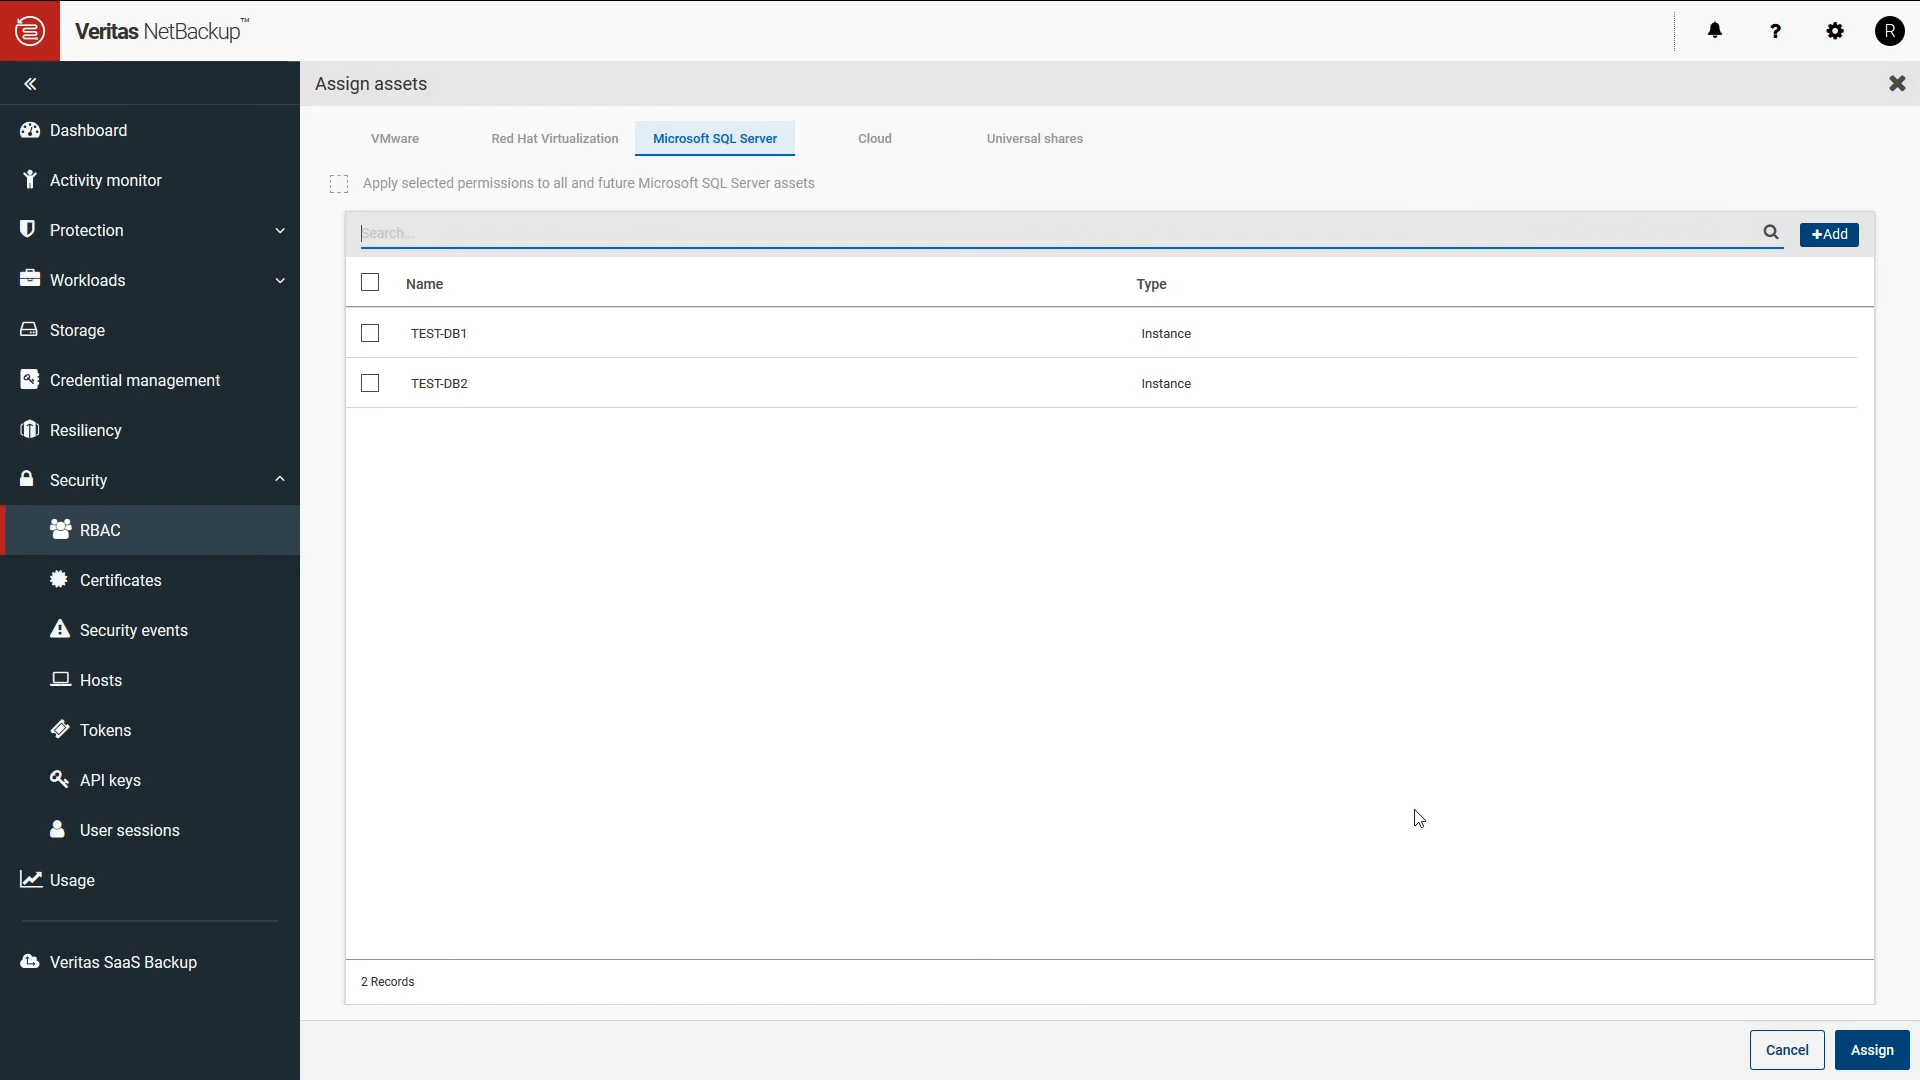 Veritas NetBackup™
R
Assign assets
Dashboard
Activity monitor
Protection
Workloads
Storage
Credential management
Resiliency
Security
RBAC
Certificates
Security events
Hosts
Tokens
API keys
User sessions
Usage
Veritas SaaS Backup
VMware Red Hat Virtualization Microsoft SQL Server Cloud Universal shares
Apply selected permissions to all and future Microsoft SQL Server assets
Search...
+Add
Name Type
TEST-DB1 Instance
TEST-DB2 Instance
2 Records
Cancel Assign